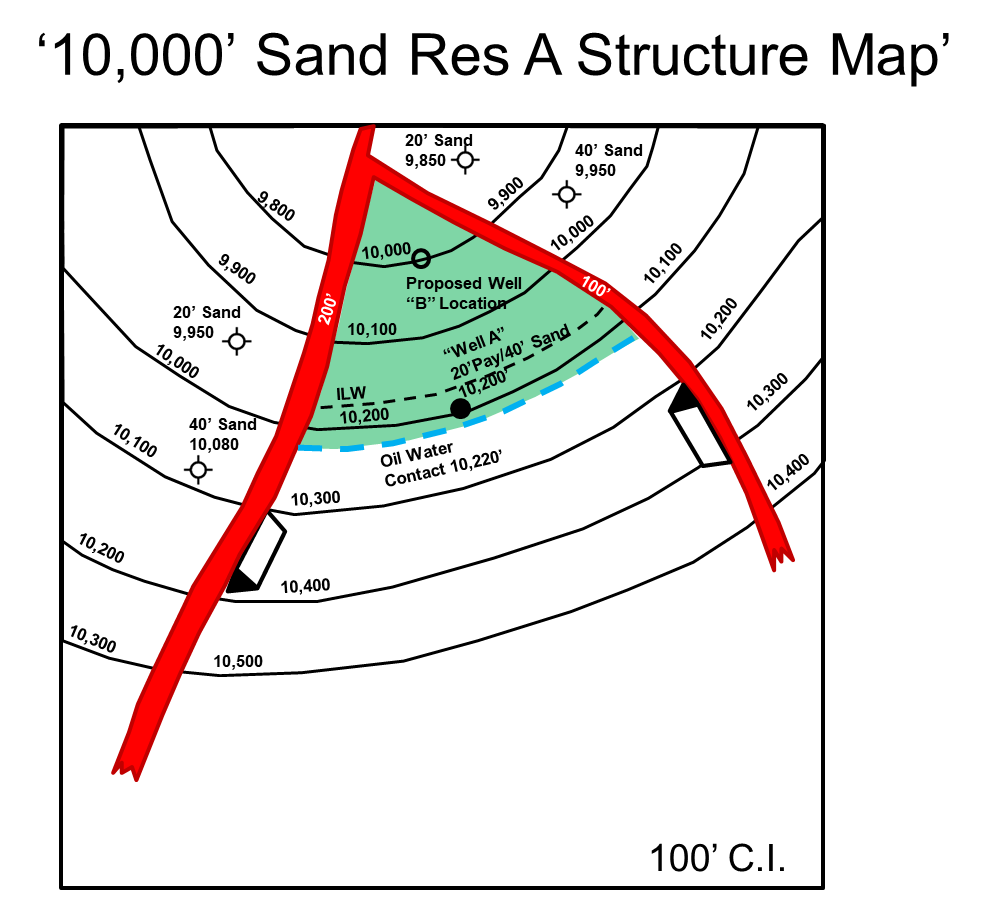 ‘10,000’ Sand Res A Structure Map’
20’ Sand
9,850
40’ Sand
9,950
9,800
9,900
10,000
10,000
9,900
Proposed Well
“B” Location
100’
10,100
200’
20’ Sand
9,950
10,100
10,200
“Well A”
20’Pay/40’ Sand
10,200’
10,000
ILW
10,200
10,300
40’ Sand
10,080
10,100
Oil Water
Contact 10,220’
10,400
10,300
10,200
10,400
10,300
10,500
100’ C.I.